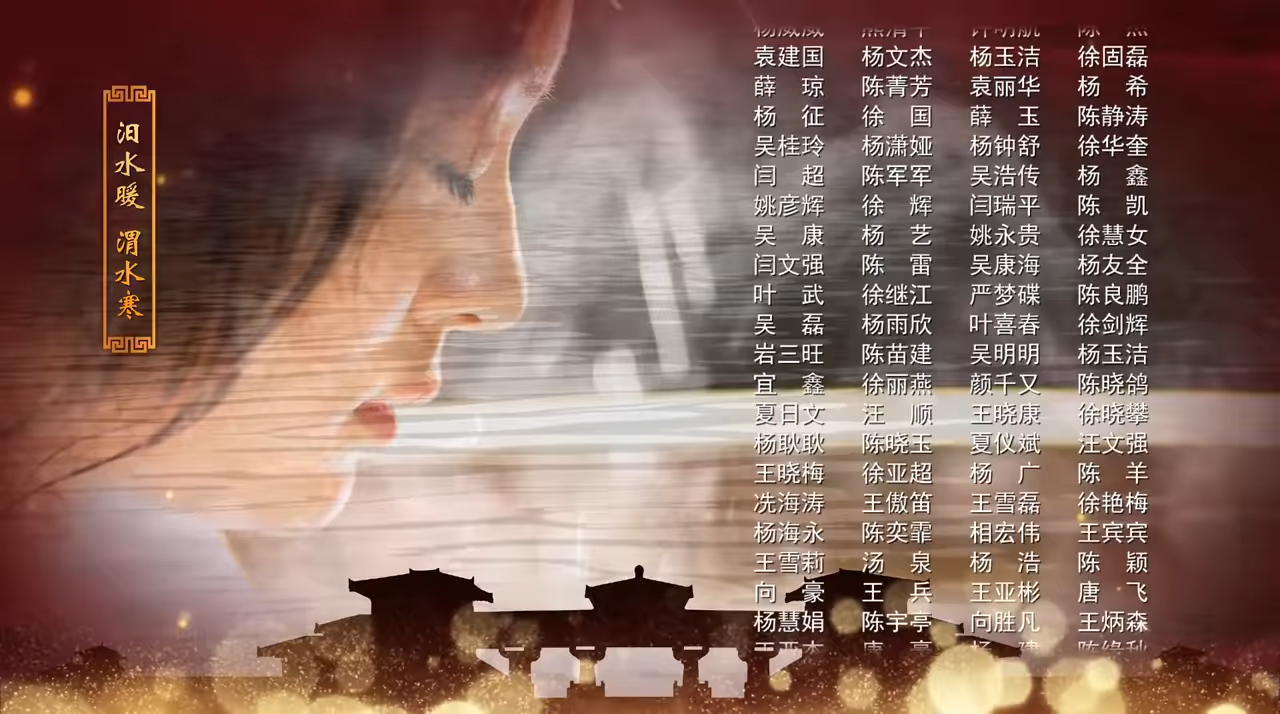 汨水暖 渭水寒
袁建国 杨文杰 杨玉洁 徐固磊
薛 琼 陈菁芳 袁丽华 杨 希
杨 征 徐 国 薛 玉 陈静涛
吴桂玲 杨潇娅 杨钟舒 徐华奎
闫 超 陈军军 吴浩传 杨 鑫
姚彦辉 徐 辉 闫瑞平 陈 凯
吴 康 杨 艺 姚永贵 徐慧女
闫文强 陈 雷 吴康海 杨友全
叶 武 徐继江 严梦碟 陈良鹏
吴 磊 杨雨欣 叶喜春 徐剑辉
岩三旺 陈苗建 吴明明 杨玉洁
宜 鑫 徐丽燕 颜千又 陈晓鸽
夏日文 汪 顺 王晓康 徐晓攀
杨耿耿 陈晓玉 夏仪斌 汪文强
王晓梅 徐亚超 杨 广 陈 羊
冼海涛 王傲笛 王雪磊 徐艳梅
杨海永 陈奕霏 相宏伟 王宾宾
王雪莉 汤 泉 杨 浩 陈 颖
向 豪 王 兵 王亚彬 唐 飞
杨慧娟 陈宇亭 向胜凡 王炳森